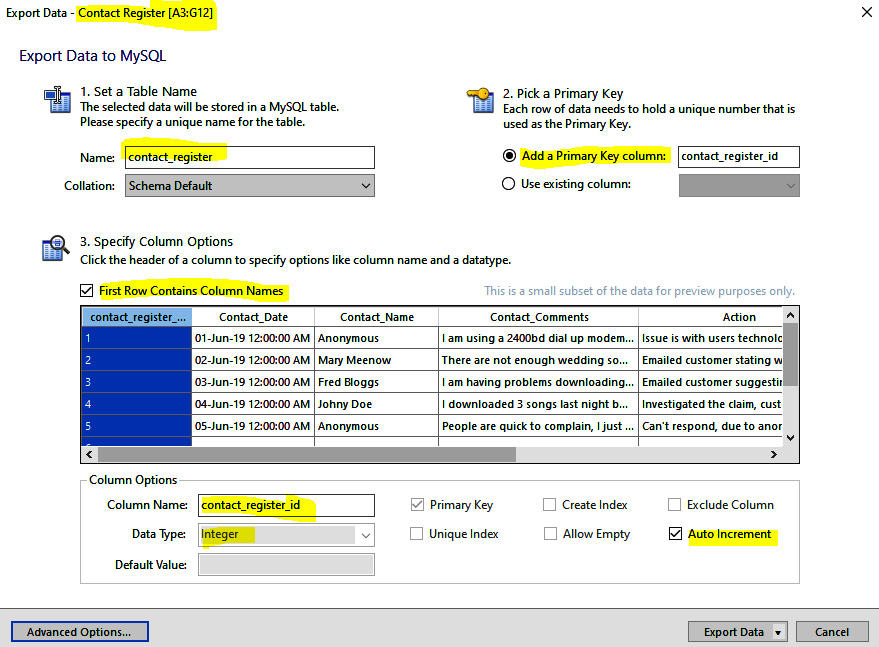 Export Data - Contact Register [A3:G12]
Export Data to MySQL
1. Set a Table Name
The selected data will be stored in a MySQL table.
Please specify a unique name for the table.
Name: contact_register
Collation: Schema Default
2. Pick a Primary Key
Each row of data needs to hold a unique number that is
used as the Primary Key.
Add a Primary Key column: contact_register_id
Use existing column:
3. Specify Column Options
Click the header of a column to specify options like column name and a datatype.
First Row Contains Column Names
This is a small subset of the data for preview purposes only.
contact_register_... Contact_Date Contact_Name Contact_Comments Action
1 01-Jun-19 12:00:00 AM Anonymous I am using a 2400bd dial up modem... Issue is with users technolo
2 02-Jun-19 12:00:00 AM Mary Meenow There are not enough wedding so... Emailed customer stating w
3 03-Jun-19 12:00:00 AM Fred Bloggs I am having problems downloading... Emailed customer suggestin
4 04-Jun-19 12:00:00 AM Johny Doe I downloaded 3 songs last night b... Investigated the claim, cust
5 05-Jun-19 12:00:00 AM Anonymous People are quick to complain, I just ... Can't respond, due to anon
Column Options
Column Name: contact_register_id Primary Key Create Index Exclude Column
Data Type: Integer Unique Index Allow Empty Auto Increment
Default Value:
Advanced Options... Export Data Cancel